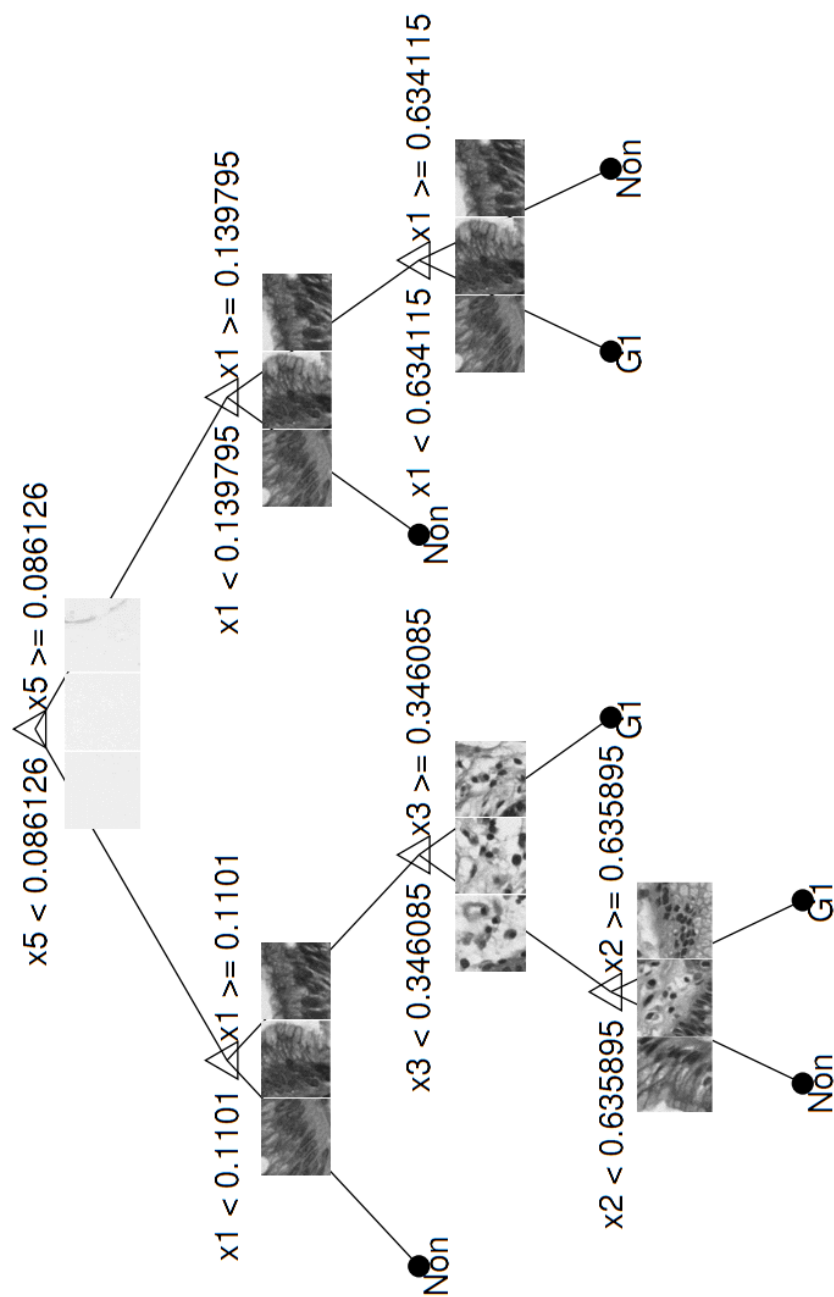 x5 < 0.086126
x5 >= 0.086126
x1 < 0.1101
x1 >= 0.1101
x1 < 0.139795
x1 >= 0.139795
Non
x3 < 0.346085
x3 >= 0.346085
Non
x1 < 0.634115
x1 >= 0.634115
x2 < 0.635895
x2 >= 0.635895
G1
G1
Non
Non
G1